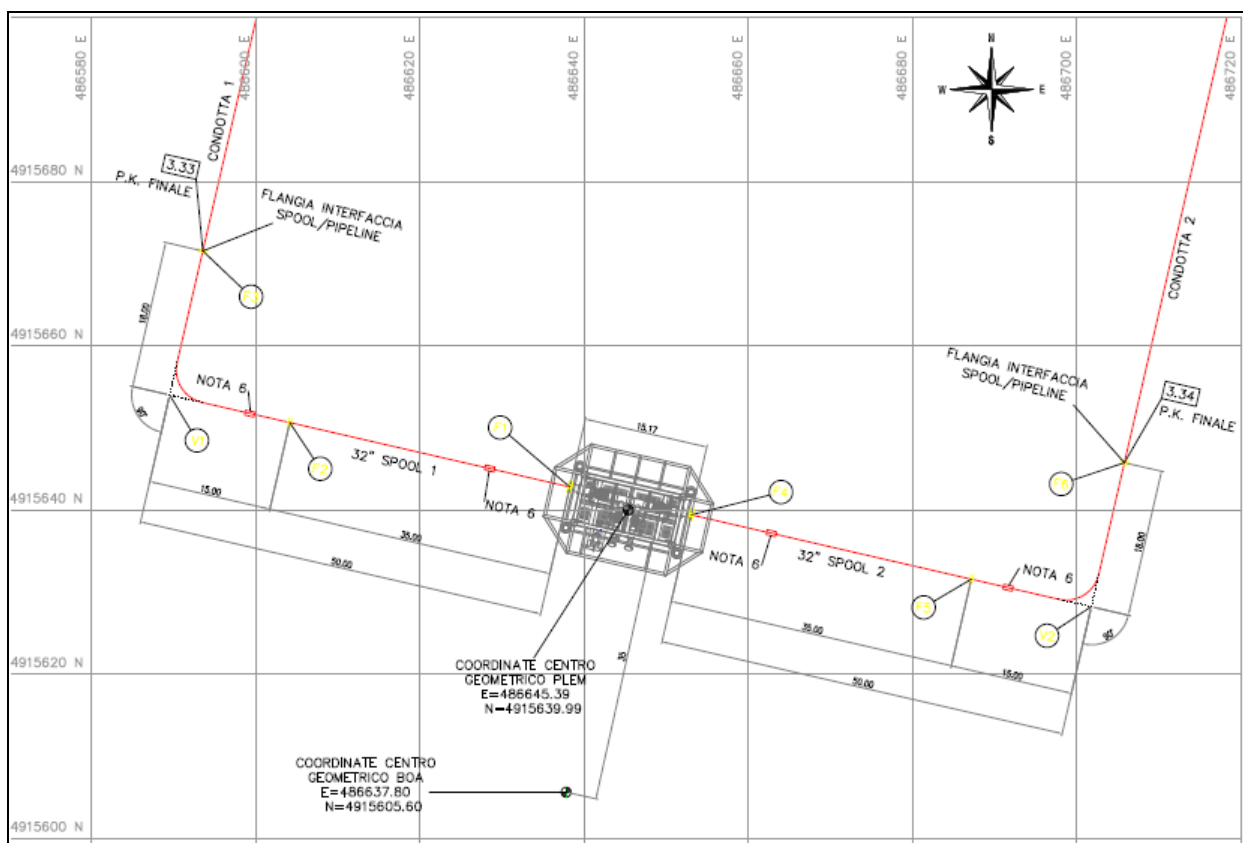 486580 E
486600 E
486620 E
486640 E
486660 E
486680 E
486700 E
486720 E
N
W
E
S
CONDOTTA 1
4915680 N
3.33
P.K. FINALE
FLANGIA INTERFACCIA
SPOOL/PIPELINE
CONDOTTA 2
F3
18.00
4915660 N
FLANGIA INTERFACCIA
SPOOL/PIPELINE
3.34
P.K. FINALE
NOTA 6
90°
V1
F2
32" SPOOL 1
F1
15.17
F4
F6
4915640 N
15.00
NOTA 6
35.00
50.00
NOTA 6
32" SPOOL 2
NOTA 6
18.00
F5
V2
90°
35.00
15.00
50.00
35
4915620 N
COORDINATE CENTRO
GEOMETRICO PLEM
E=486645.39
N=4915639.99
COORDINATE CENTRO
GEOMETRICO BOA
E=486637.80
N=4915605.60
4915600 N